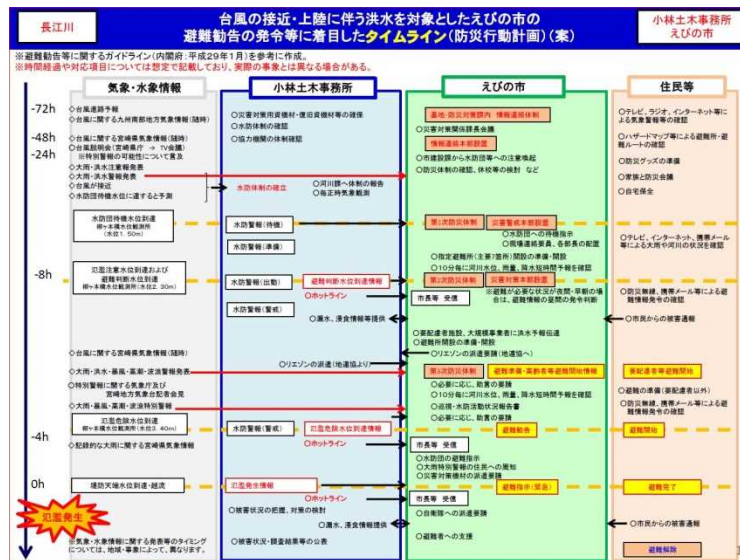 長江川
台風の接近・上陸に伴う洪水を対象としたえびの市の
避難勧告の発令等に着目したタイムライン(防災行動計画)(案)
小林土木事務所
えびの市
※避難勧告等に関するガイドライン(内閣府:平成29年1月)を参考に作成。
※時間経過や対応項目については想定で記載しており、実際の事象とは異なる場合がある。
気象・水象情報
小林土木事務所
えびの市
住民等
-72h
-48h
-24h
-8h
-4h
0h
氾濫発生
◇台風進路予報
◇台風に関する九州南部地方気象情報(随時)
◇台風に関する宮崎県気象情報(随時)
◇台風説明会(宮崎県庁 → TV会議)
※特別警報の可能性について言及
◇大雨・洪水注意報発表
◇大雨・洪水警報発表
◇台風が接近
◇水防団待機水位に達すると予測
水防団待機水位到達
柳ヶ本橋水位観測所
(水位1.50m)
氾濫注意水位到達および
避難判断水位到達
柳ヶ本橋水位観測所(水位2.20m)
◇台風に関する宮崎県気象情報(随時)
◇大雨・洪水・暴風・高潮・波浪警報発表
◇特別警報に関する気象庁及び
宮崎地方気象台記者会見
◇大雨・暴風・高潮・波浪特別警報
氾濫危険水位到達
柳ヶ本橋水位観測所(水位3.40m)
◇記録的な大雨に関する宮崎県気象情報
堤防天端水位到達・越流
※気象・水象情報に関する発表等のタイミング
については、地域・事象によって、異なります。
○災害対策用資機材・復旧資機材等の確保
○水防体制の確認
○協力機関の体制確認
水防体制の確立
○河川課へ体制の報告
○毎正時気象観測
水防警報(待機)
水防警報(準備)
水防警報(出動)
避難判断水位到達情報
○ホットライン
水防警報(警戒)
○漏水、浸食情報等提供
○リエゾンの派遣(地連協より)
水防警報(警戒)
氾濫危険水位到達情報
○ホットライン
氾濫発生情報
○ホットライン
○被害状況の把握、対策の検討
○漏水、浸食情報提供
○被害状況・調査結果等の公表
基地・防災対策課内 情報連絡体制
○災害対策関係課長会議
情報連絡本部設置
○市建設課から水防団等への注意喚起
○防災体制の確認、休校等の検討 など
第1次防災体制
災害警戒本部設置
○水防団への待機指示
○現場連絡要員、各部長の配置
○指定避難所(主要7箇所)開設の準備・開設
○10分毎に河川水位、雨量、降水短時間予報を確認
第2次防災体制
災害対策本部設置
市長等 受信
※避難が必要な状況が夜間・早朝の場合
は、避難情報の昼間の発令判断
○要配慮者施設、大規模事業者に洪水予報伝達
○避難所開設の準備・開設
○リエゾンの派遣要請(地連協へ)
第3次防災体制
避難準備・高齢者等避難開始情報
○必要に応じ、助言の要請
○10分毎に河川水位、雨量、降水短時間予報を確認
○巡視・水防活動状況報告書
○必要に応じ、助言の要請
避難勧告
市長等 受信
○水防団の避難指示
○大雨特別警報の住民への周知
○災害対策機材の派遣要請
避難指示(緊急)
市長等 受信
○自衛隊への派遣要請
○避難者への支援
○テレビ、ラジオ、インターネット等に
よる気象警報等の確認
○ハザードマップ等による避難所・避
難ルートの確認
○防災グッズの準備
○家族と防災会議
○自宅保全
○テレビ、インターネット、携帯メール
等による大雨や河川の状況を確認
○防災無線、携帯メール等による避
難情報発令の確認
○市民からの被害通報
要配慮者等避難開始
○避難の準備(要配慮者以外)
○防災無線、携帯メール等による避
難情報発令の確認
避難開始
避難完了
○市民からの被害通報
避難解除